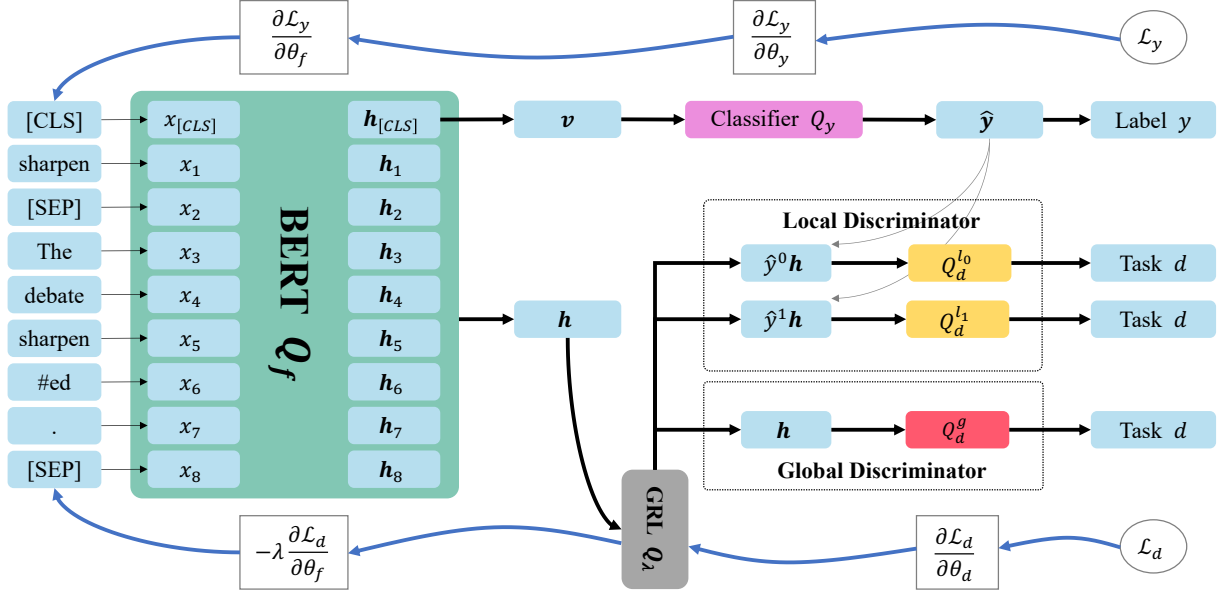 ∂ℒ_y/∂θ_f
∂ℒ_y/∂θ_y
ℒ_y
[CLS] x_[CLS] h_[CLS] v Classifier Q_y ŷ Label y
sharpen x_1 h_1
[SEP] x_2 h_2
Local Discriminator
The x_3 h_3 ŷ^0h Q_d^{l_0} Task d
debate x_4 h_4 ŷ^1h Q_d^{l_1} Task d
sharpen x_5 h_5 h
BERT Q_f
#ed x_6 h_6
. x_7 h_7 h Q_d^g Task d
[SEP] x_8 h_8
Global Discriminator
GRL Q_λ
−λ ∂ℒ_d/∂θ_f
∂ℒ_d/∂θ_d
ℒ_d